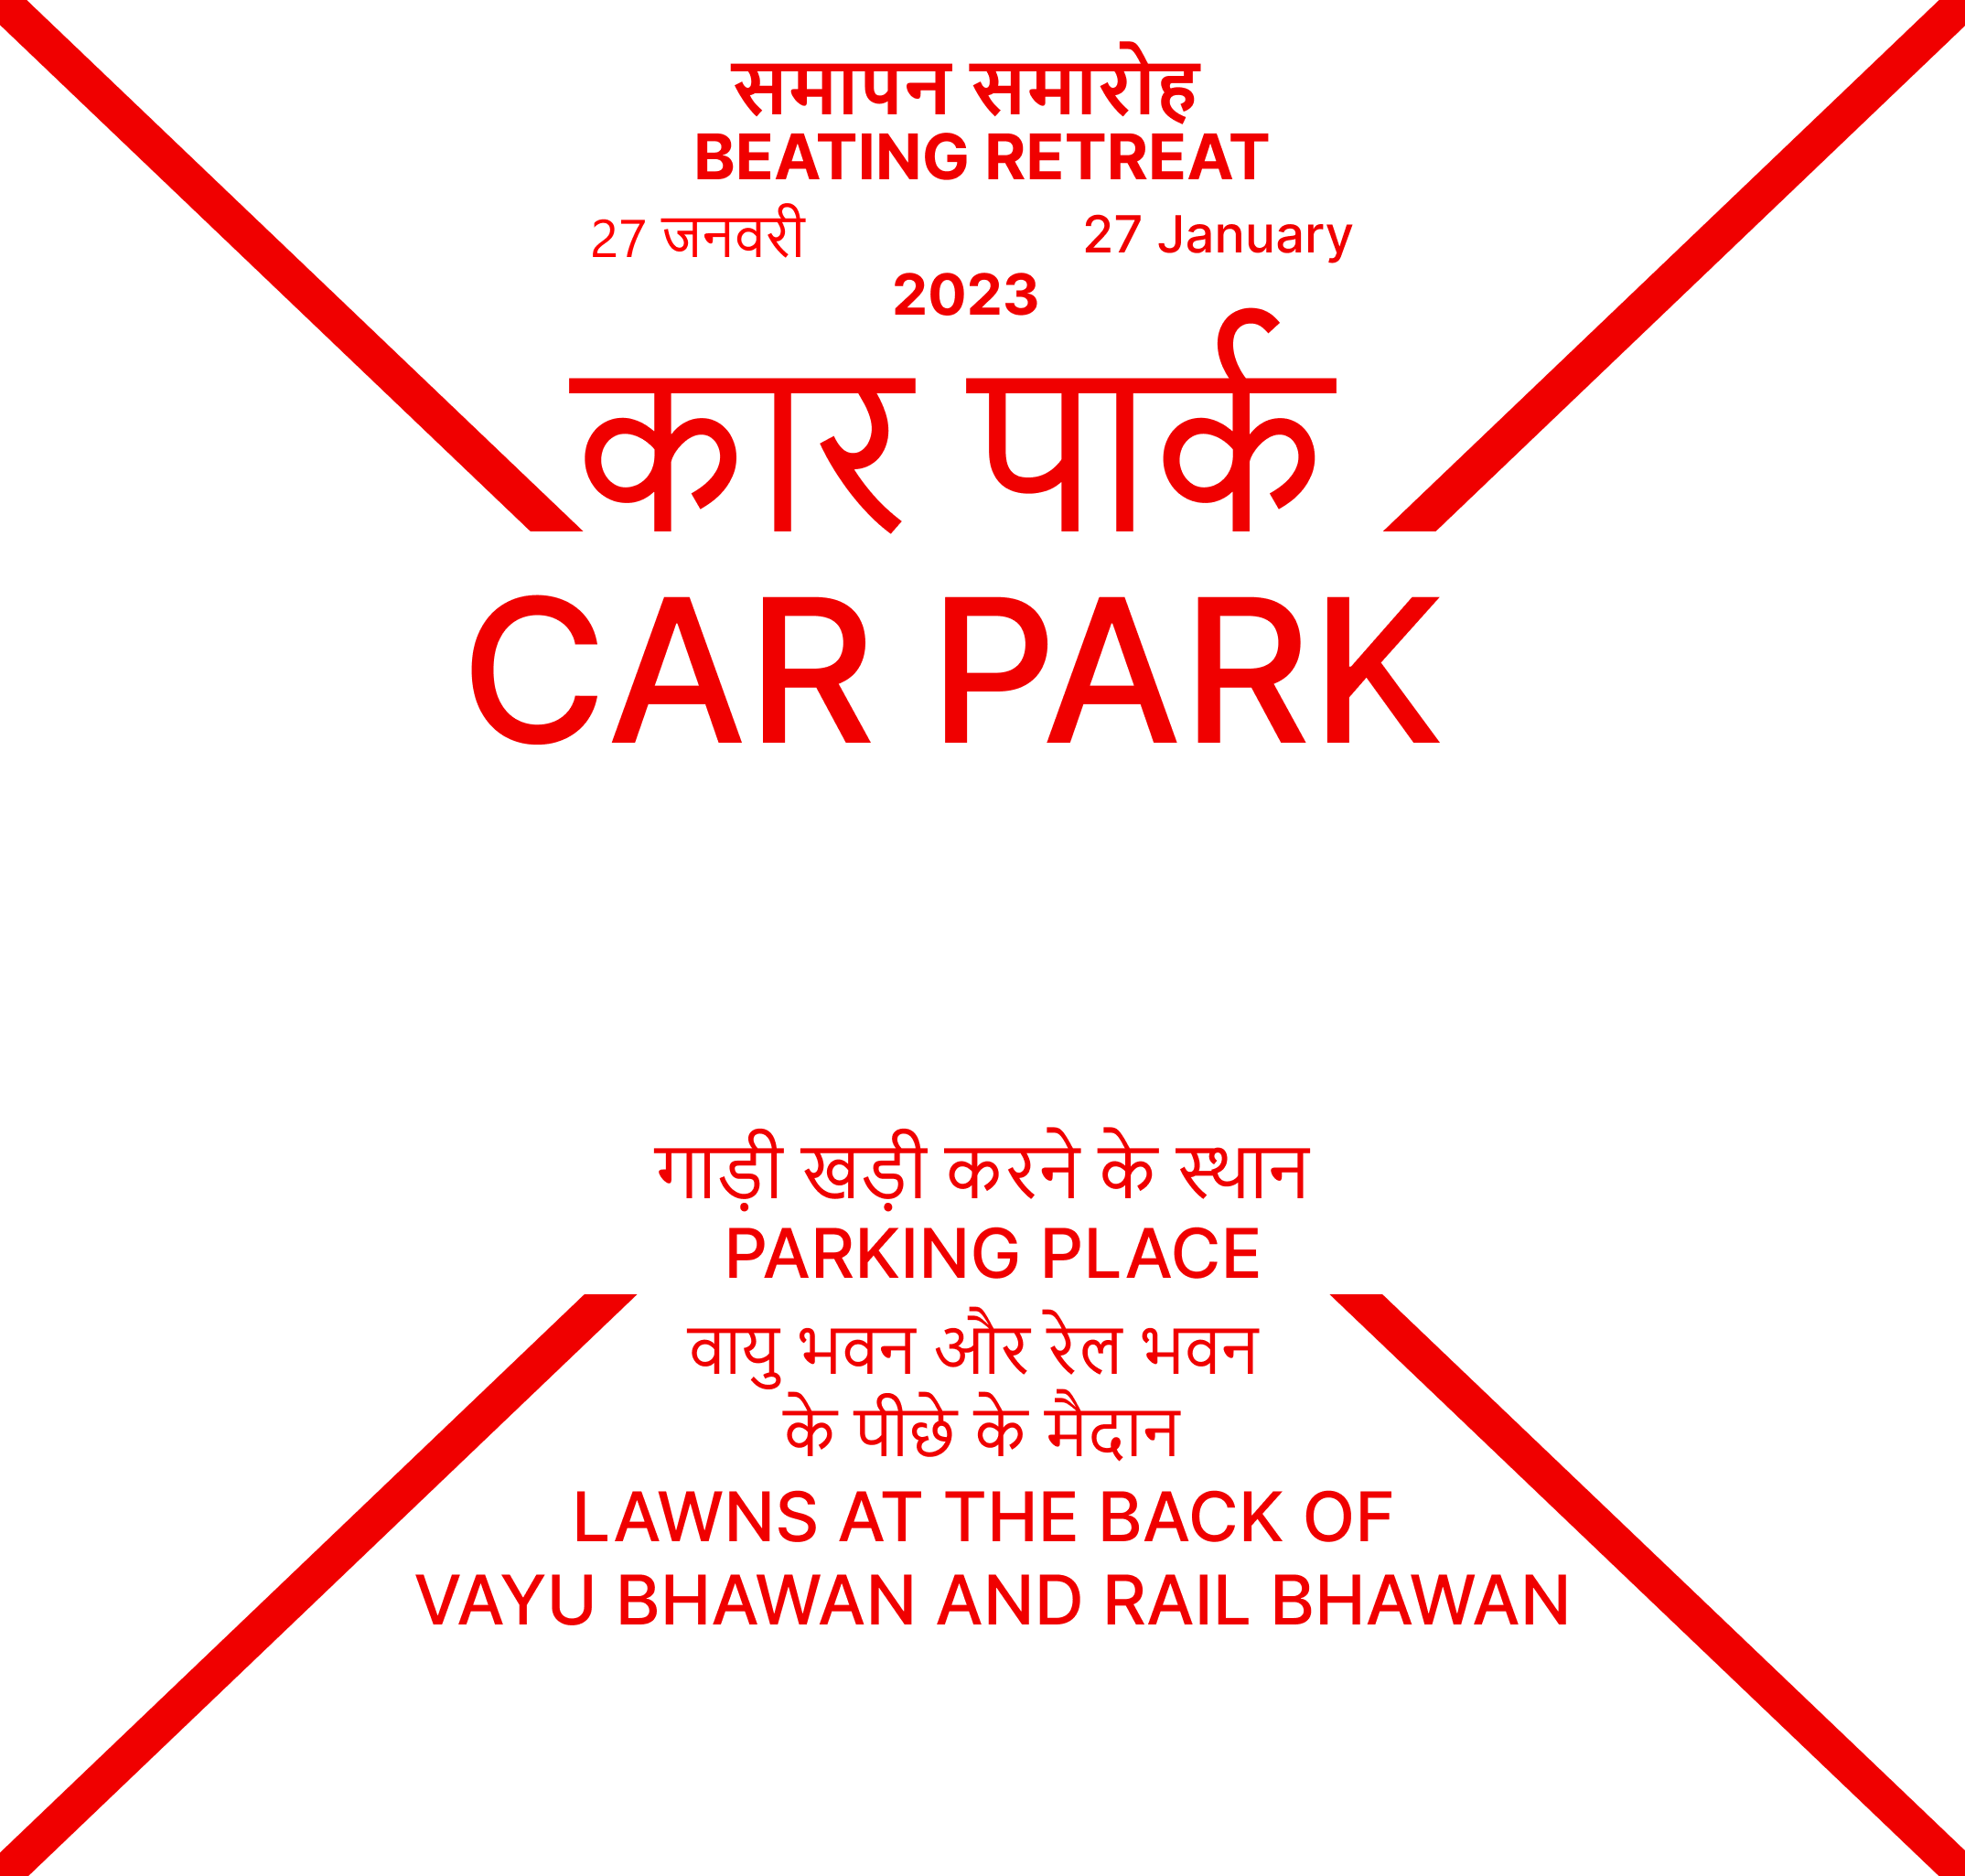 समापन समारोह
BEATING RETREAT
27 जनवरी 27 January
2023
कार पार्क
CAR PARK
गाड़ी खड़ी करने के स्थान
PARKING PLACE
वायु भवन और रेल भवन
के पीछे के मैदान
LAWNS AT THE BACK OF
VAYU BHAWAN AND RAIL BHAWAN